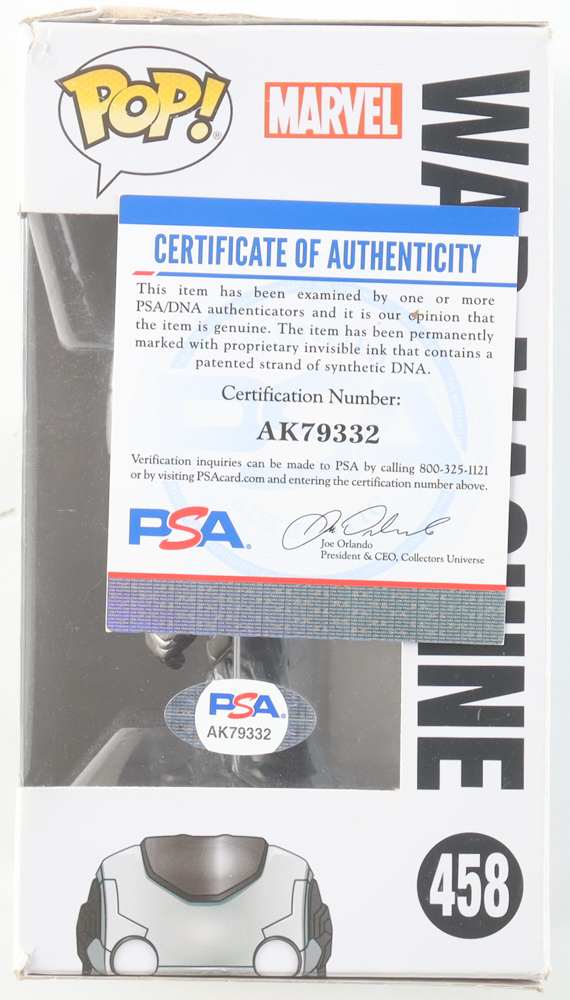 POP!
MARVEL
CERTIFICATE OF AUTHENTICITY
This item has been examined by one or more
PSA/DNA authenticators and it is our opinion that
the item is genuine. The item has been permanently
marked with proprietary invisible ink that contains a
patented strand of synthetic DNA.
Certification Number:
AK79332
Verification inquiries can be made to PSA by calling 800-325-1121
or by visiting PSAcard.com and entering the certification number above.
PSA®
Joe Orlando
President & CEO, Collectors Universe
PSA®
AK79332
WAR MACHINE
458